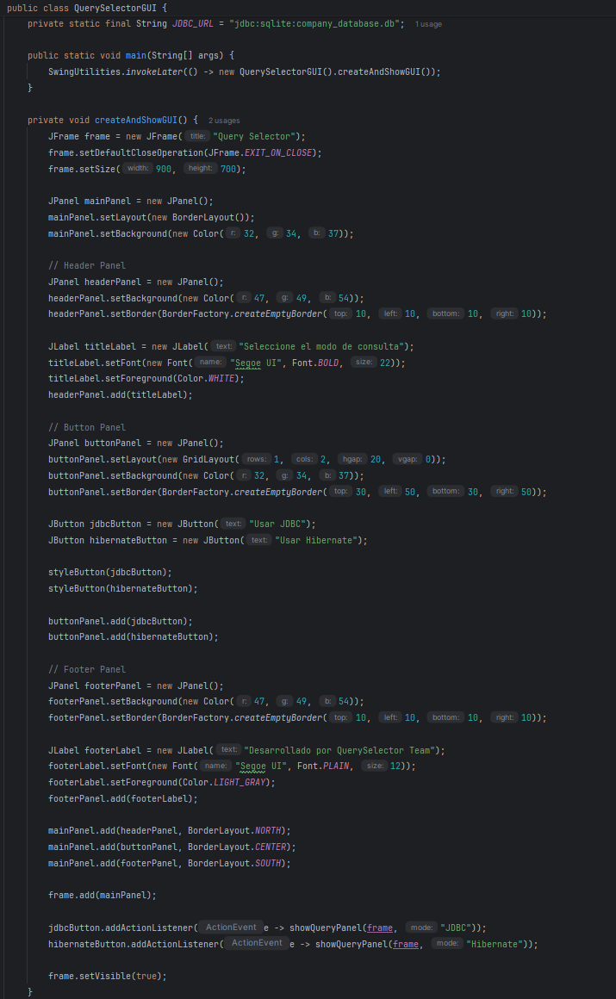 public class QuerySelectorGUI {
private static final String JDBC_URL = "jdbc:sqlite:company_database.db"; 1 usage
public static void main(String[] args) {
SwingUtilities.invokeLater(() -> new QuerySelectorGUI().createAndShowGUI());
}
private void createAndShowGUI() { 2 usages
JFrame frame = new JFrame( title: "Query Selector");
frame.setDefaultCloseOperation(JFrame.EXIT_ON_CLOSE);
frame.setSize( width: 900, height: 700);
JPanel mainPanel = new JPanel();
mainPanel.setLayout(new BorderLayout());
mainPanel.setBackground(new Color( r: 32, g: 34, b: 37));
// Header Panel
JPanel headerPanel = new JPanel();
headerPanel.setBackground(new Color( r: 47, g: 49, b: 54));
headerPanel.setBorder(BorderFactory.createEmptyBorder( top: 10, left: 10, bottom: 10, right: 10));
JLabel titleLabel = new JLabel( text: "Seleccione el modo de consulta");
titleLabel.setFont(new Font( name: "Segoe UI", Font.BOLD, size: 22));
titleLabel.setForeground(Color.WHITE);
headerPanel.add(titleLabel);
// Button Panel
JPanel buttonPanel = new JPanel();
buttonPanel.setLayout(new GridLayout( rows: 1, cols: 2, hgap: 20, vgap: 0));
buttonPanel.setBackground(new Color( r: 32, g: 34, b: 37));
buttonPanel.setBorder(BorderFactory.createEmptyBorder( top: 30, left: 50, bottom: 30, right: 50));
JButton jdbcButton = new JButton( text: "Usar JDBC");
JButton hibernateButton = new JButton( text: "Usar Hibernate");
styleButton(jdbcButton);
styleButton(hibernateButton);
buttonPanel.add(jdbcButton);
buttonPanel.add(hibernateButton);
// Footer Panel
JPanel footerPanel = new JPanel();
footerPanel.setBackground(new Color( r: 47, g: 49, b: 54));
footerPanel.setBorder(BorderFactory.createEmptyBorder( top: 10, left: 10, bottom: 10, right: 10));
JLabel footerLabel = new JLabel( text: "Desarrollado por QuerySelector Team");
footerLabel.setFont(new Font( name: "Segoe UI", Font.PLAIN, size: 12));
footerLabel.setForeground(Color.LIGHT_GRAY);
footerPanel.add(footerLabel);
mainPanel.add(headerPanel, BorderLayout.NORTH);
mainPanel.add(buttonPanel, BorderLayout.CENTER);
mainPanel.add(footerPanel, BorderLayout.SOUTH);
frame.add(mainPanel);
jdbcButton.addActionListener( ActionEvent e -> showQueryPanel(frame, mode: "JDBC"));
hibernateButton.addActionListener( ActionEvent e -> showQueryPanel(frame, mode: "Hibernate"));
frame.setVisible(true);
}